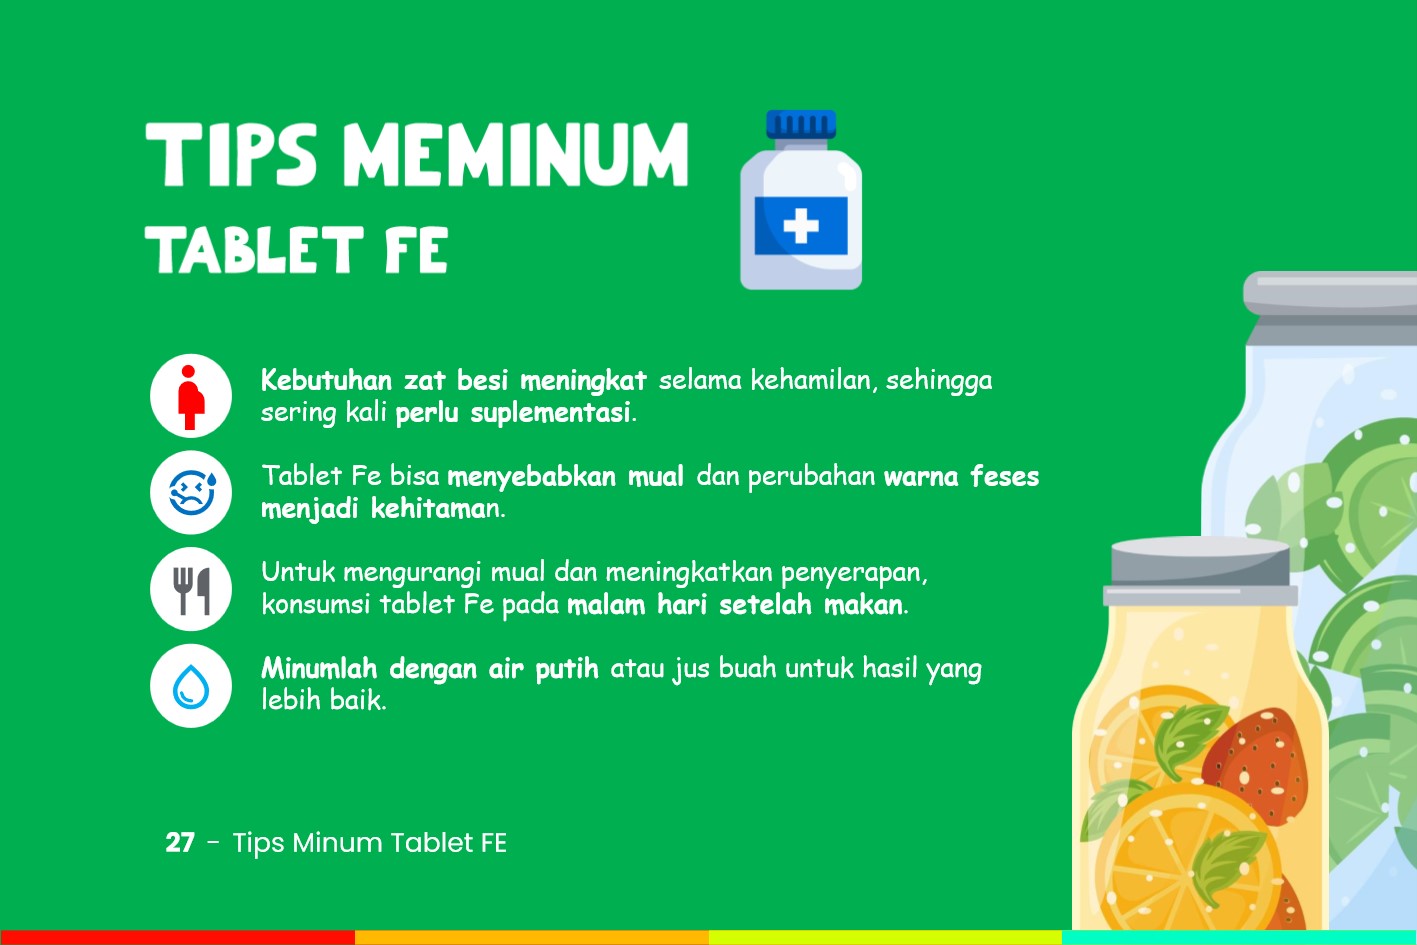 TIPS MEMINUM
TABLET FE
Kebutuhan zat besi meningkat selama kehamilan, sehingga
sering kali perlu suplementasi.
Tablet Fe bisa menyebabkan mual dan perubahan warna feses
menjadi kehitaman.
Untuk mengurangi mual dan meningkatkan penyerapan,
konsumsi tablet Fe pada malam hari setelah makan.
Minumlah dengan air putih atau jus buah untuk hasil yang
lebih baik.
27 - Tips Minum Tablet FE